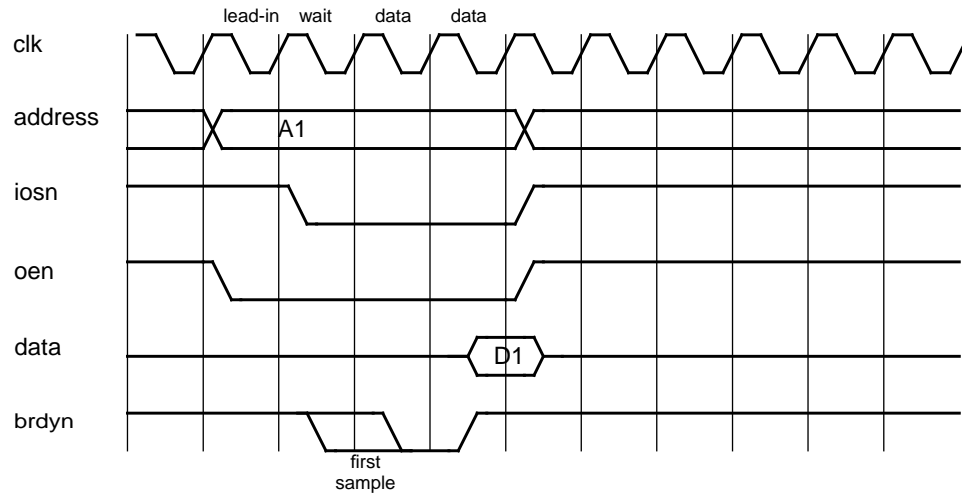 lead-in wait data data
clk
address
A1
iosn
oen
data
D1
brdyn
first
sample